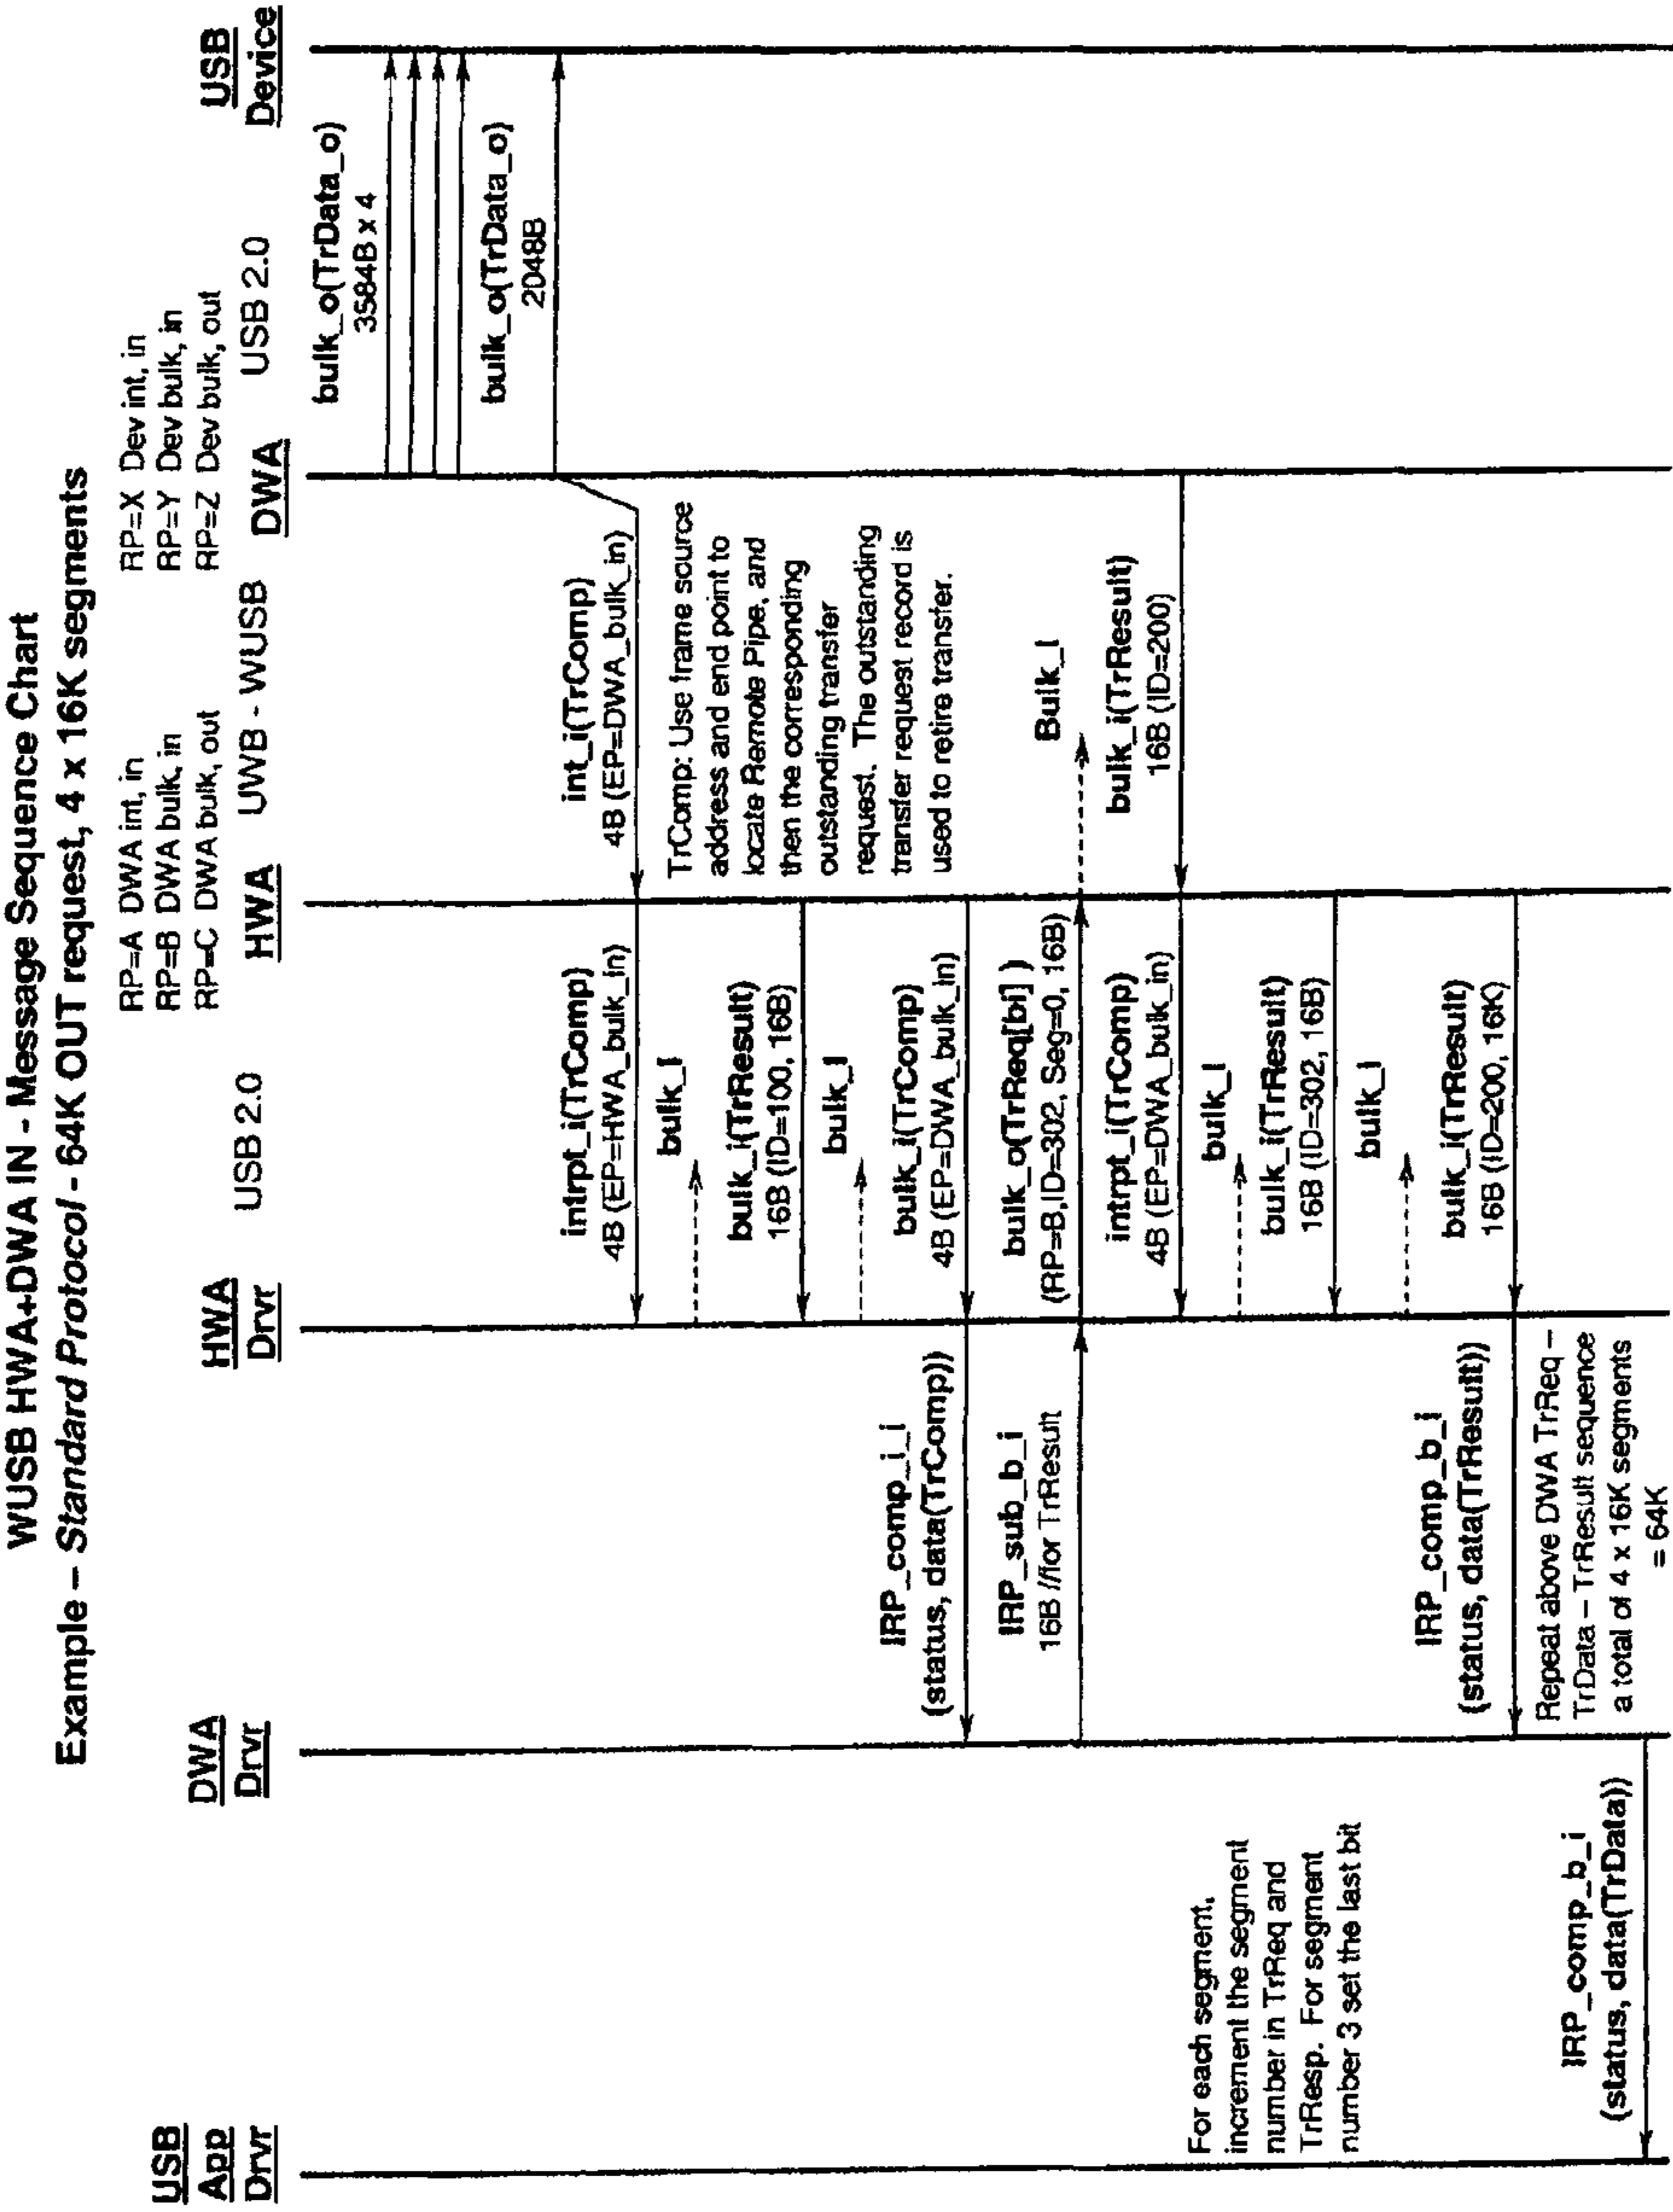 WUSB HWA+DWA IN - Message Sequence Chart
Example – Standard Protocol - 64K OUT request, 4 x 16K segments
RP=A DWA int, in
RP=B DWA bulk, in
RP=C DWA bulk, out
RP=X Dev int, in
RP=Y Dev bulk, in
RP=Z Dev bulk, out
USB
App
Drvr
DWA
Drvr
HWA
Drvr
USB 2.0
HWA
UWB - WUSB
DWA
USB 2.0
USB
Device
bulk_o(TrData_o)
3584B x 4
bulk_o(TrData_o)
2048B
int_i(TrComp)
4B (EP=DWA_bulk_in)
intrpt_i(TrComp)
4B (EP=HWA_bulk_in)
TrComp: Use frame source
address and end point to
locate Remote Pipe, and
then the corresponding
outstanding transfer
request. The outstanding
transfer request record is
used to retire transfer.
bulk_I
bulk_i(TrResult)
16B (ID=100, 16B)
bulk_I
bulk_i(TrComp)
4B (EP=DWA_bulk_in)
IRP_comp_i_i
(status, data(TrComp))
IRP_sub_b_i
16B //for TrResult
bulk_o(TrReq[bi] )
(RP=B,ID=302, Seg=0, 16B)
Bulk_I
bulk_i(TrResult)
16B (ID=200)
intrpt_i(TrComp)
4B (EP=DWA_bulk_in)
bulk_I
bulk_i(TrResult)
16B (ID=302, 16B)
bulk_I
bulk_i(TrResult)
16B (ID=200, 16K)
IRP_comp_b_i
(status, data(TrResult))
Repeat above DWA TrReq –
TrData – TrResult sequence
a total of 4 x 16K segments
= 64K
For each segment,
increment the segment
number in TrReq and
TrResp. For segment
number 3 set the last bit
IRP_comp_b_i
(status, data(TrData))